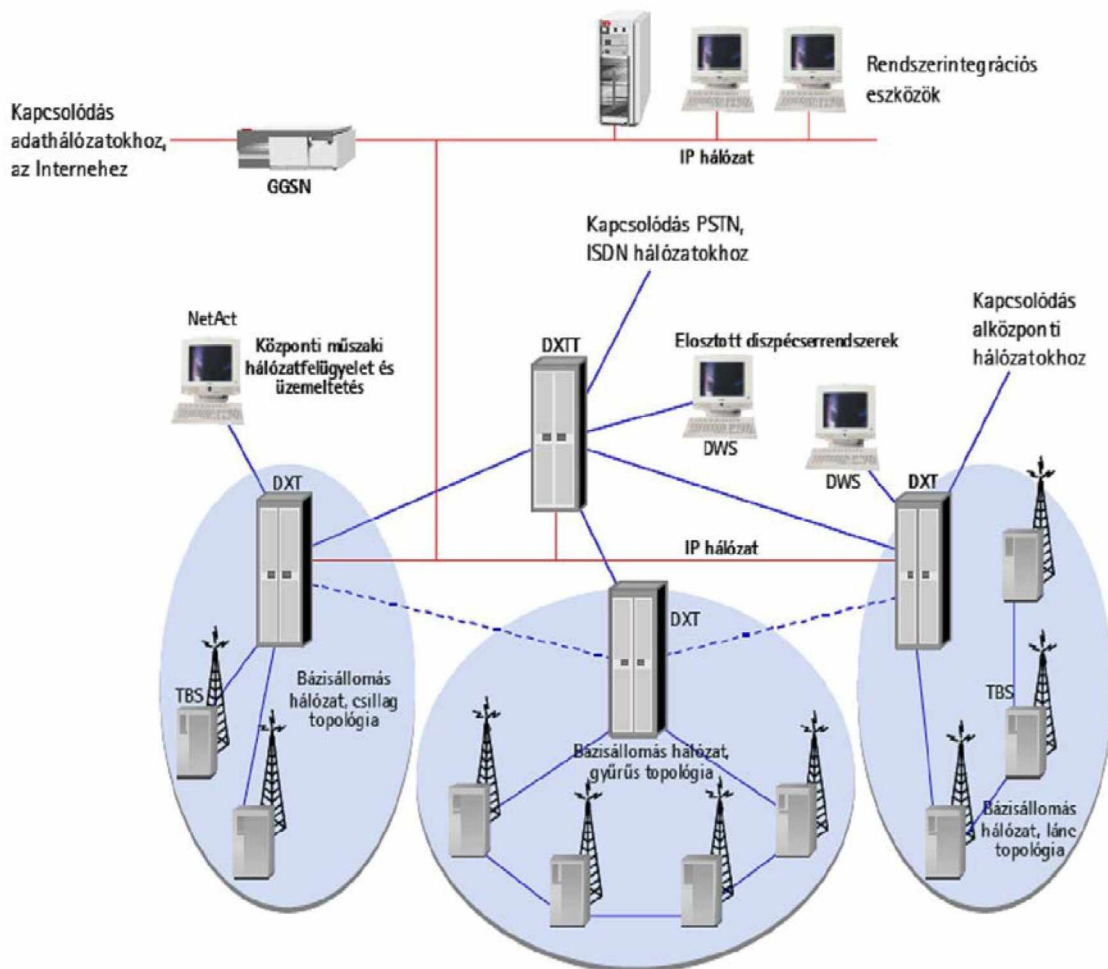 Rendszerintegrációs
eszközök
Kapcsolódás
adathálózatokhoz,
az Internehez
GGSN
IP hálózat
Kapcsolódás PSTN,
ISDN hálózatokhoz
Kapcsolódás
alközponti
hálózatokhoz
NetAct
Központi műszaki
hálózatfelügyelet és
üzemeltetés
DXTT
Elosztott diszpécserrendszerek
DWS
DWS
DXT
DXT
IP hálózat
DXT
TBS
Bázisállomás
hálózat, csillag
topológia
TBS
Bázisállomás hálózat,
gyűrűs topológia
Bázisállomás
hálózat, lánc
topológia